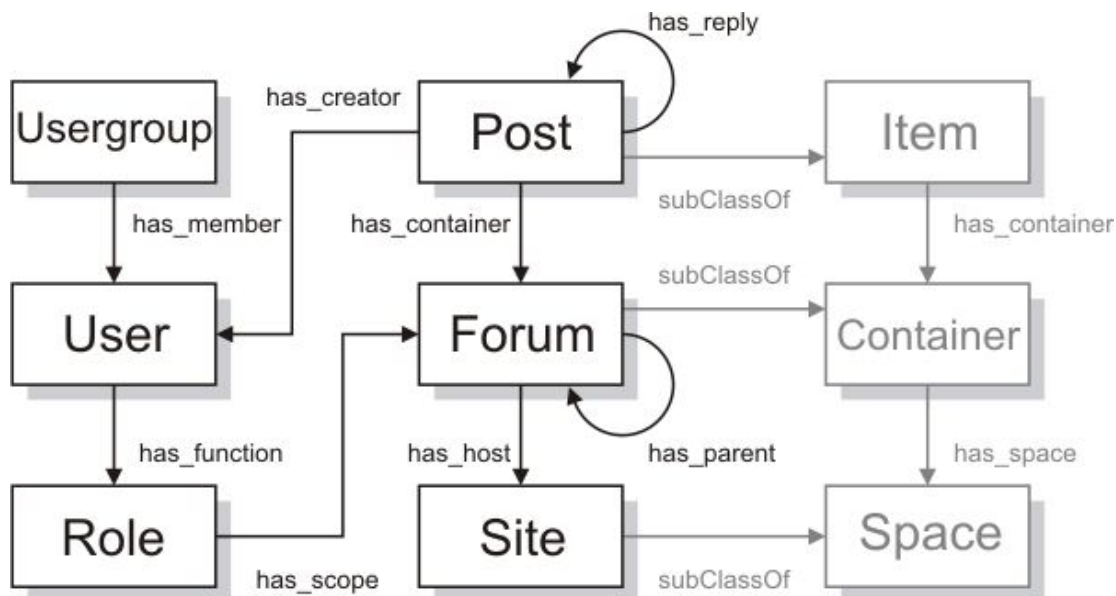 has_reply
Usergroup
has_creator
Post
Item
subClassOf
has_member
has_container
has_container
subClassOf
User
Forum
Container
has_function
has_host
has_parent
has_space
Role
Site
Space
has_scope
subClassOf